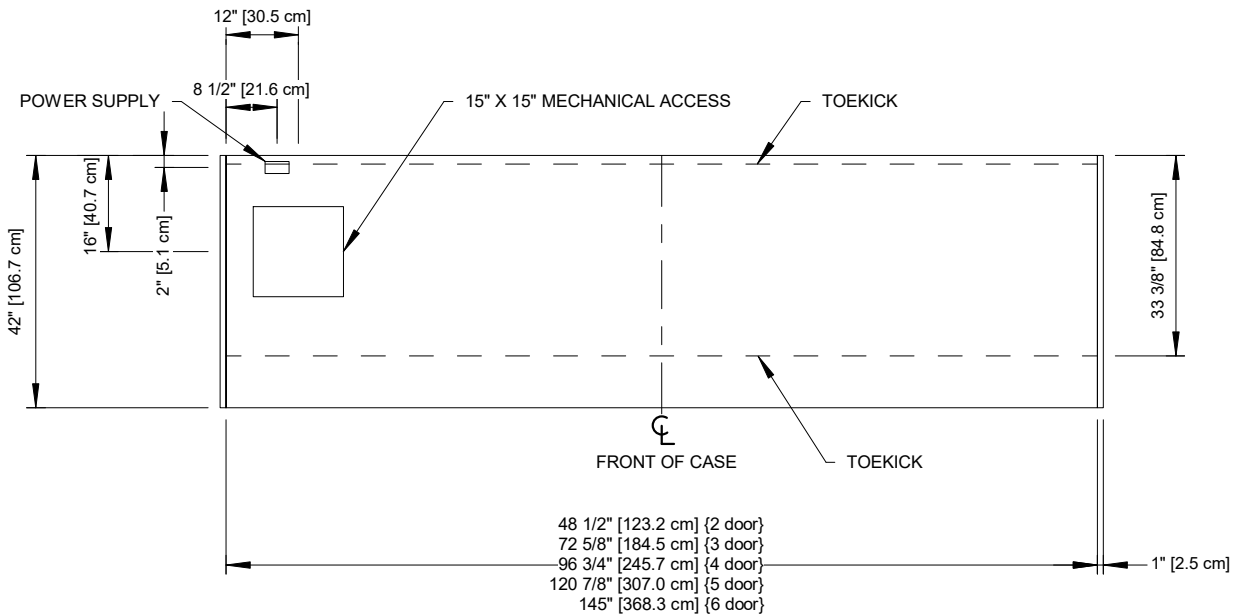 12" [30.5 cm]
8 1/2" [21.6 cm]
POWER SUPPLY
15" X 15" MECHANICAL ACCESS
TOEKICK
42" [106.7 cm]
16" [40.7 cm]
2" [5.1 cm]
33 3/8" [84.8 cm]
℄
FRONT OF CASE
TOEKICK
48 1/2" [123.2 cm] {2 door}
72 5/8" [184.5 cm] {3 door}
96 3/4" [245.7 cm] {4 door}
120 7/8" [307.0 cm] {5 door}
145" [368.3 cm] {6 door}
1" [2.5 cm]